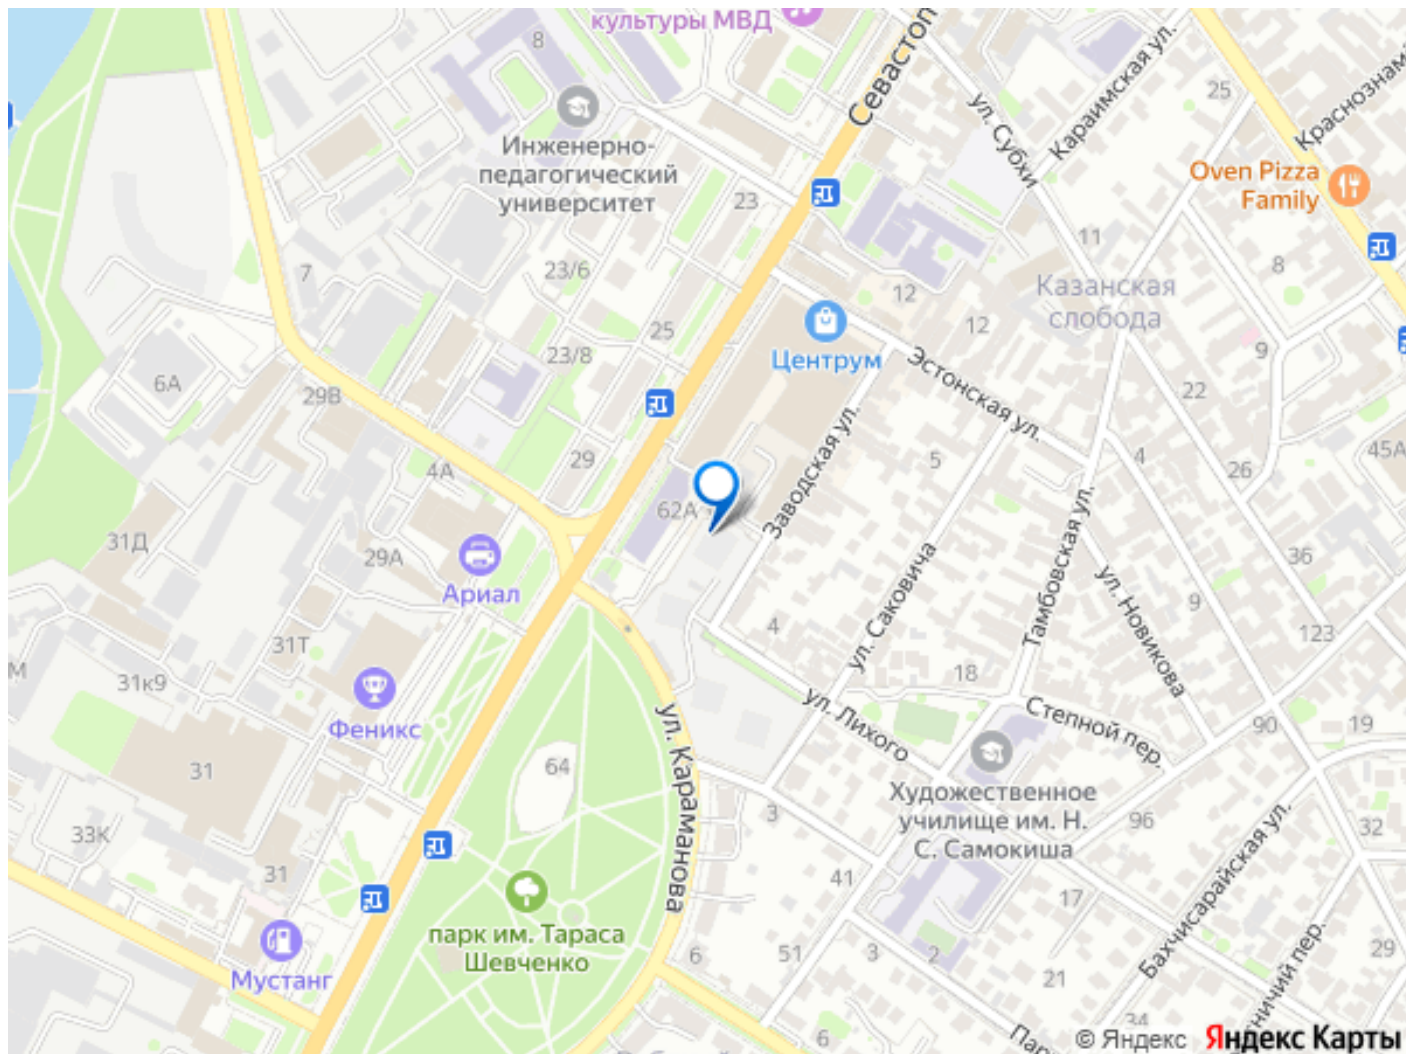 культуры МВД
8
Севастоп
Караимская ул.
ул. Субхи
25
Краснознам
Инженерно-
педагогический
университет
Oven Pizza
Family
23
11
7
23/6
12
8
Казанская
слобода
25
12
Центрум
23/8
9
6А
29В
Эстонская ул.
22
4А
29
5
4
26
45А
Заводская ул.
62А
31Д
29А
36
Ариал
ул. Саковича
Тамбовская ул.
ул. Новикова
9
4
123
31Т
18
М
31к9
Феникс
ул. Караманова
ул. Лихого
Степной пер.
90
19
31
64
Художественное
училище им. Н.
С. Самокиша
3
96
32
33К
31
41
17
Бахчисарайская ул.
парк им. Тараса
Шевченко
6
51
3
2
21
29
Мустанг
34
6
© Яндекс
Яндекс Карты